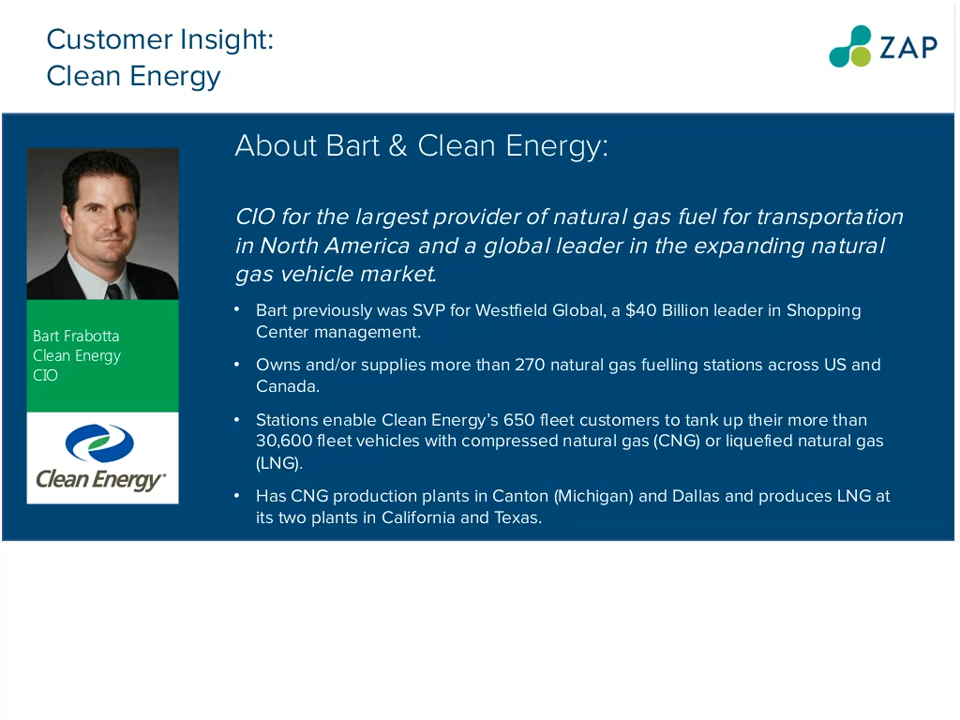 Customer Insight:
Clean Energy
ZAP
About Bart & Clean Energy:
CIO for the largest provider of natural gas fuel for transportation
in North America and a global leader in the expanding natural
gas vehicle market.
• Bart previously was SVP for Westfield Global, a $40 Billion leader in Shopping
Center management.
• Owns and/or supplies more than 270 natural gas fuelling stations across US and
Canada.
• Stations enable Clean Energy’s 650 fleet customers to tank up their more than
30,600 fleet vehicles with compressed natural gas (CNG) or liquefied natural gas
(LNG).
• Has CNG production plants in Canton (Michigan) and Dallas and produces LNG at
its two plants in California and Texas.
Bart Frabotta
Clean Energy
CIO
Clean Energy